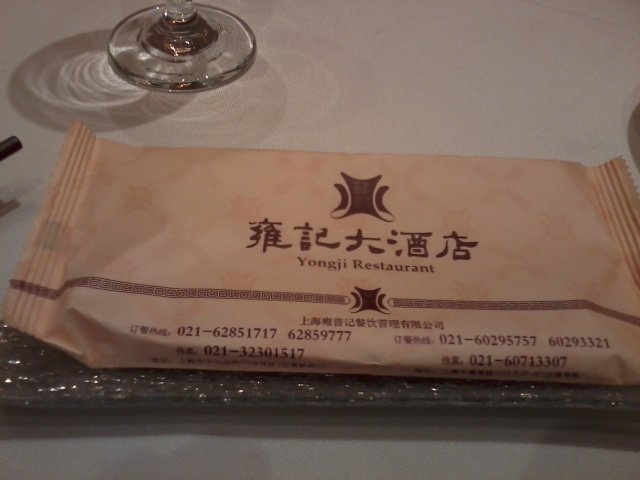 雍記大酒店
Yongji Restaurant
上海雍昔记餐饮管理有限公司
订餐热线：021-62851717 62859777
订餐热线：021-60295757 60293321
传真：021-32301517
传真：021-60713307